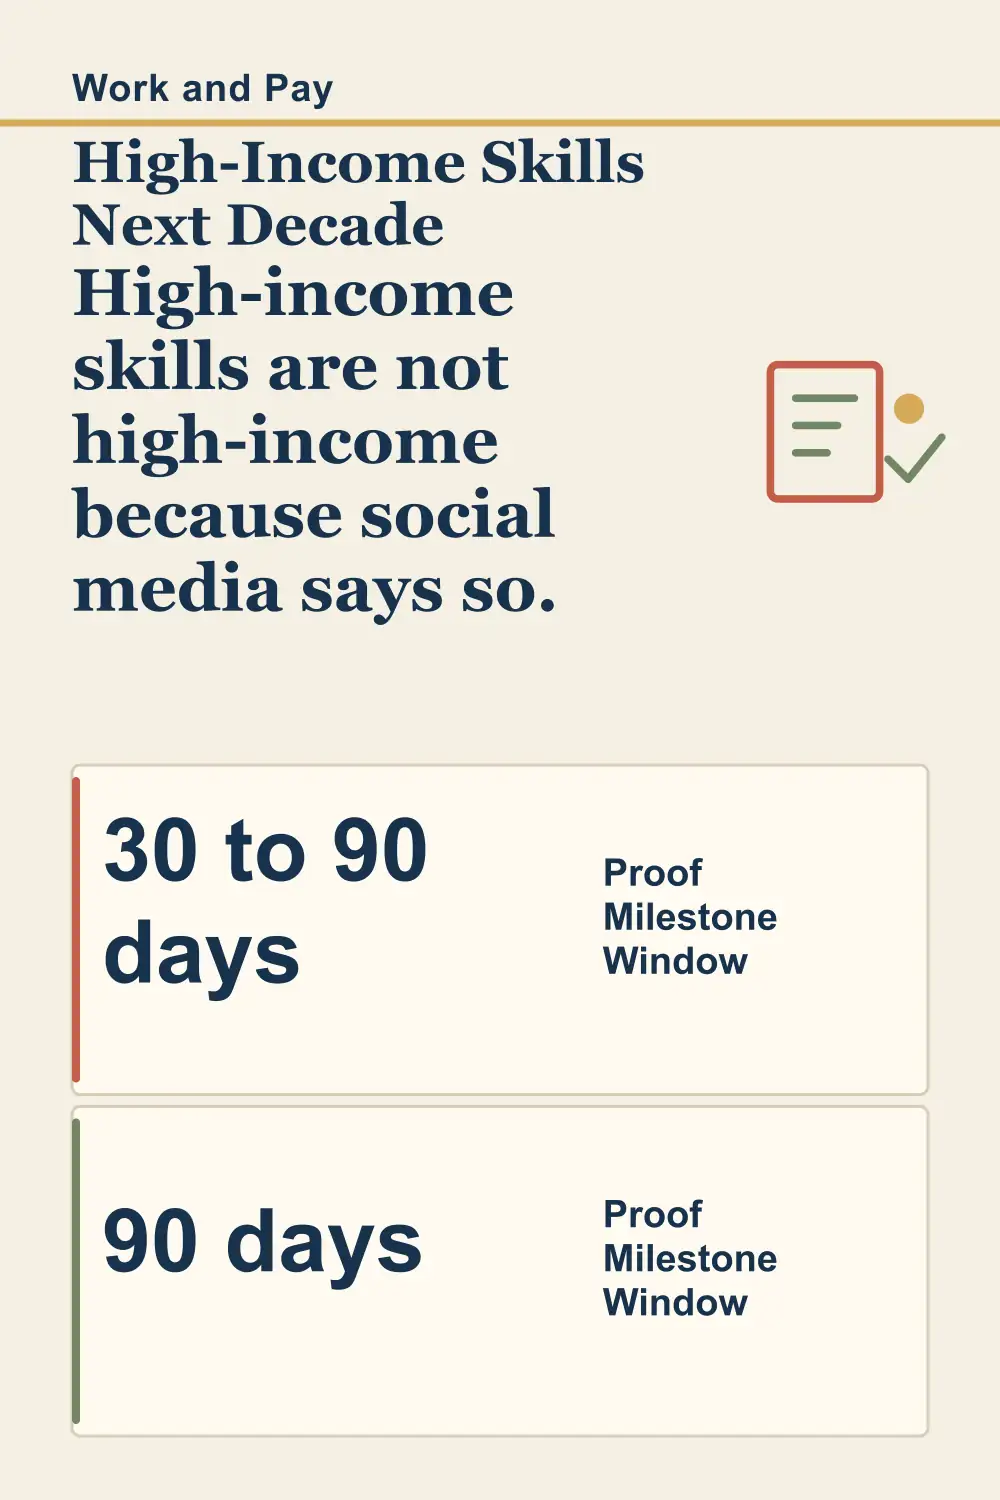 Work and Pay
High-Income Skills
Next Decade
High-income
skills are not
high-income
because social
media says so.
30 to 90
days
Proof
Milestone
Window
90 days
Proof
Milestone
Window